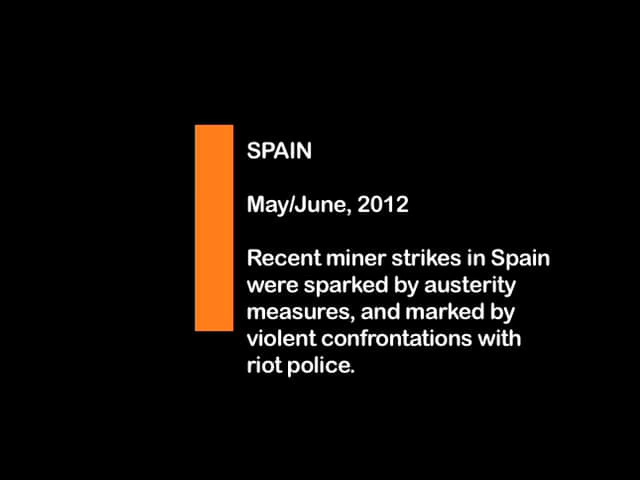 SPAIN
May/June, 2012
Recent miner strikes in Spain
were sparked by austerity
measures, and marked by
violent confrontations with
riot police.